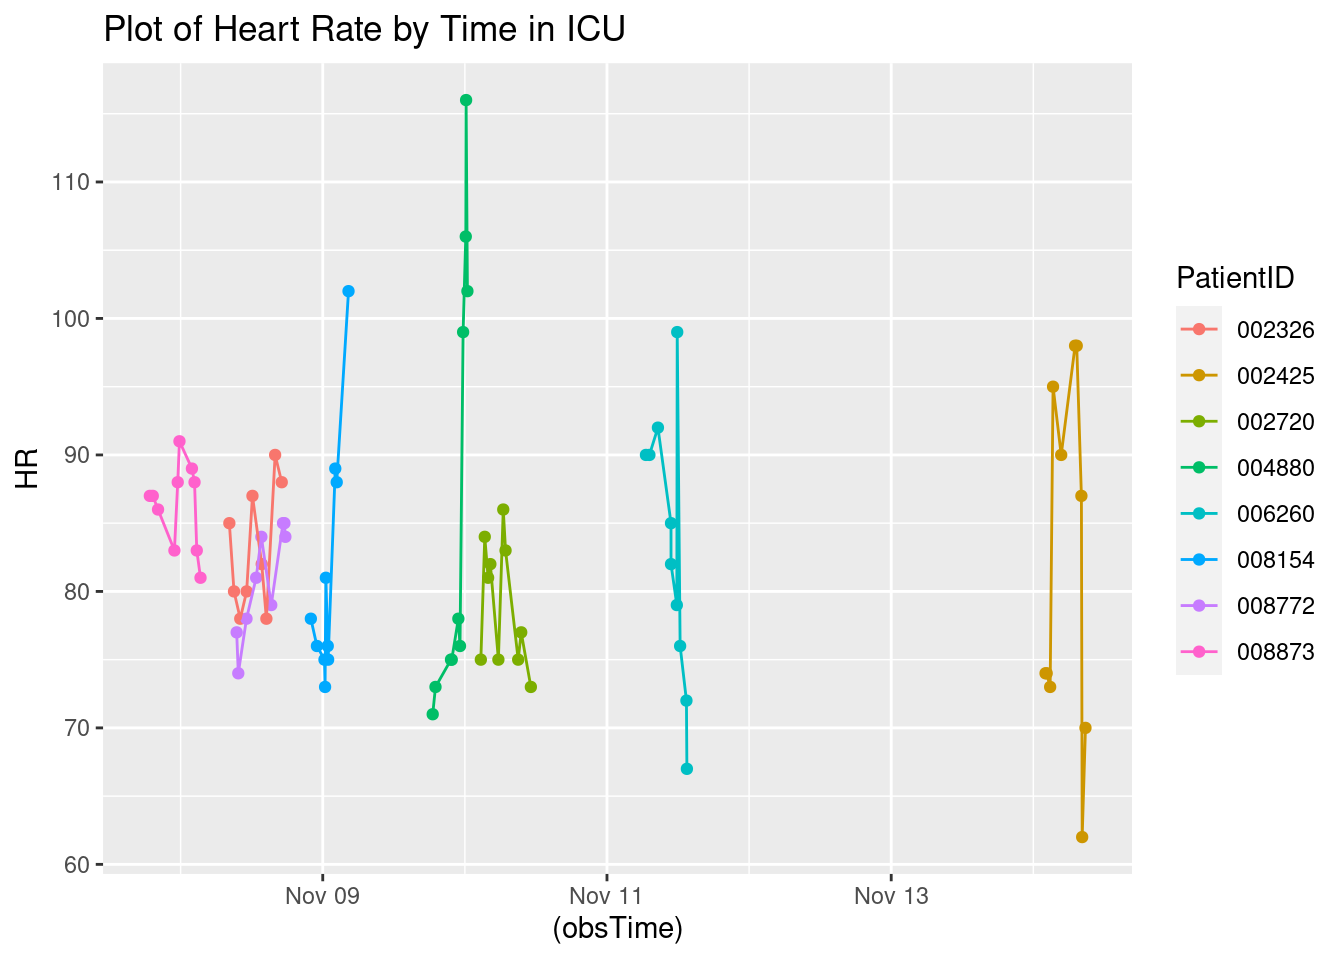 Plot of Heart Rate by Time in ICU
HR
110
100
90
80
70
60
Nov 09
Nov 11
Nov 13
(obsTime)
PatientID
002326
002425
002720
004880
006260
008154
008772
008873